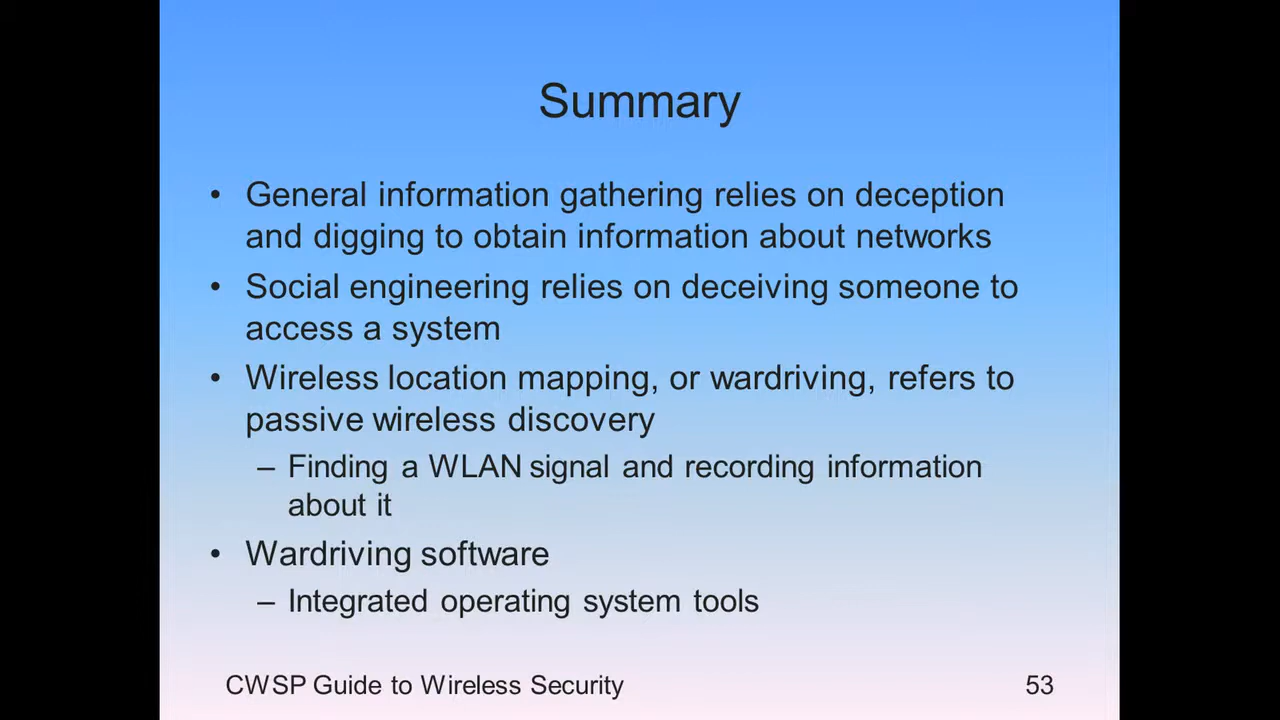 Summary
• General information gathering relies on deception
and digging to obtain information about networks
• Social engineering relies on deceiving someone to
access a system
• Wireless location mapping, or wardriving, refers to
passive wireless discovery
– Finding a WLAN signal and recording information
about it
• Wardriving software
– Integrated operating system tools
CWSP Guide to Wireless Security
53